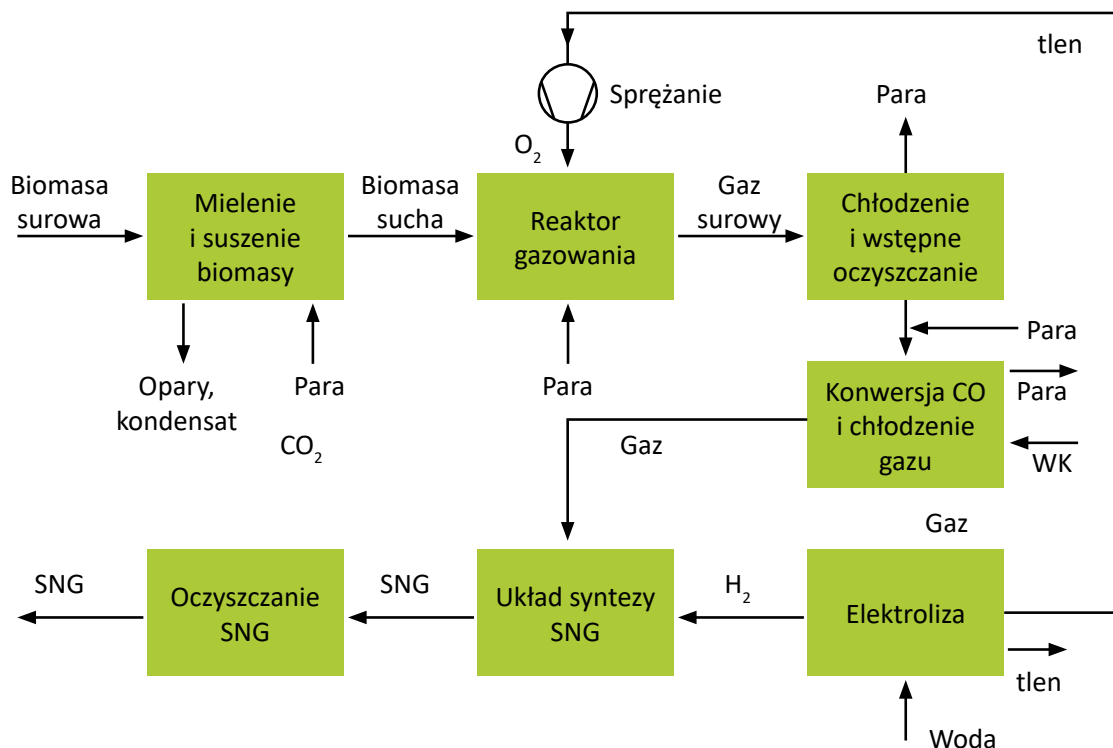 tlen
Sprężanie
Para
O2
Biomasa
surowa
Mielenie
i suszenie
biomasy
Biomasa
sucha
Reaktor
gazowania
Gaz
surowy
Chłodzenie
i wstępne
oczyszczanie
Para
Opary,
kondensat
Para
CO2
Para
Gaz
Konwersja CO
i chłodzenie
gazu
Para
WK
Gaz
SNG
Oczyszczanie
SNG
SNG
Układ syntezy
SNG
H2
Elektroliza
tlen
Woda